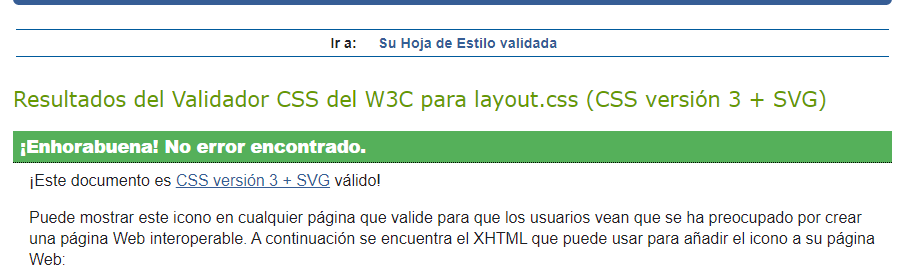 Ir a: Su Hoja de Estilo validada
Resultados del Validador CSS del W3C para layout.css (CSS versión 3 + SVG)
¡Enhorabuena! No error encontrado.
¡Este documento es CSS versión 3 + SVG válido!
Puede mostrar este icono en cualquier página que valide para que los usuarios vean que se ha preocupado por crear
una página Web interoperable. A continuación se encuentra el XHTML que puede usar para añadir el icono a su página
Web: